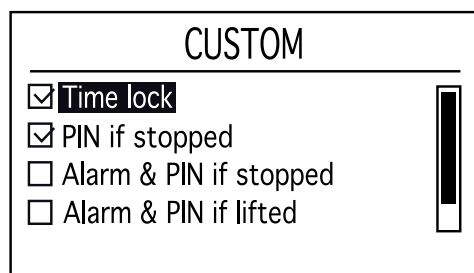 CUSTOM
Time lock
PIN if stopped
Alarm & PIN if stopped
Alarm & PIN if lifted